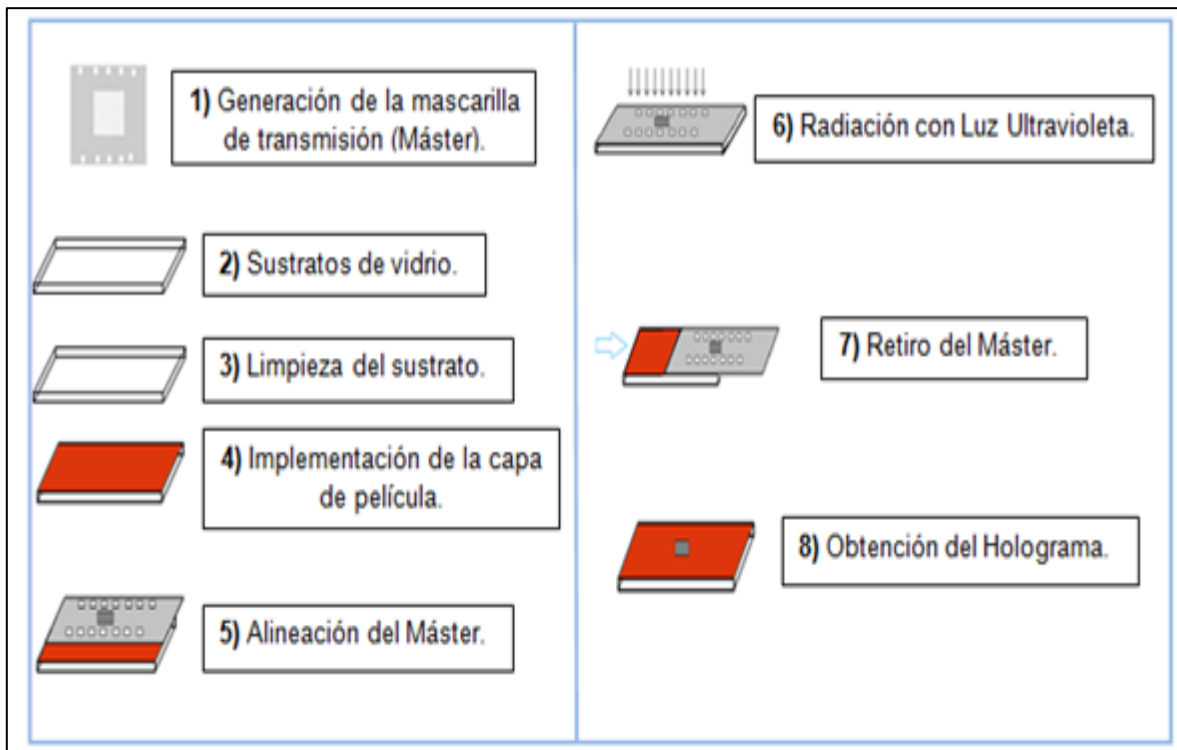 1) Generación de la mascarilla
de transmisión (Máster).
2) Sustratos de vidrio.
3) Limpieza del sustrato.
4) Implementación de la capa
de película.
5) Alineación del Máster.
6) Radiación con Luz Ultravioleta.
7) Retiro del Máster.
8) Obtención del Holograma.